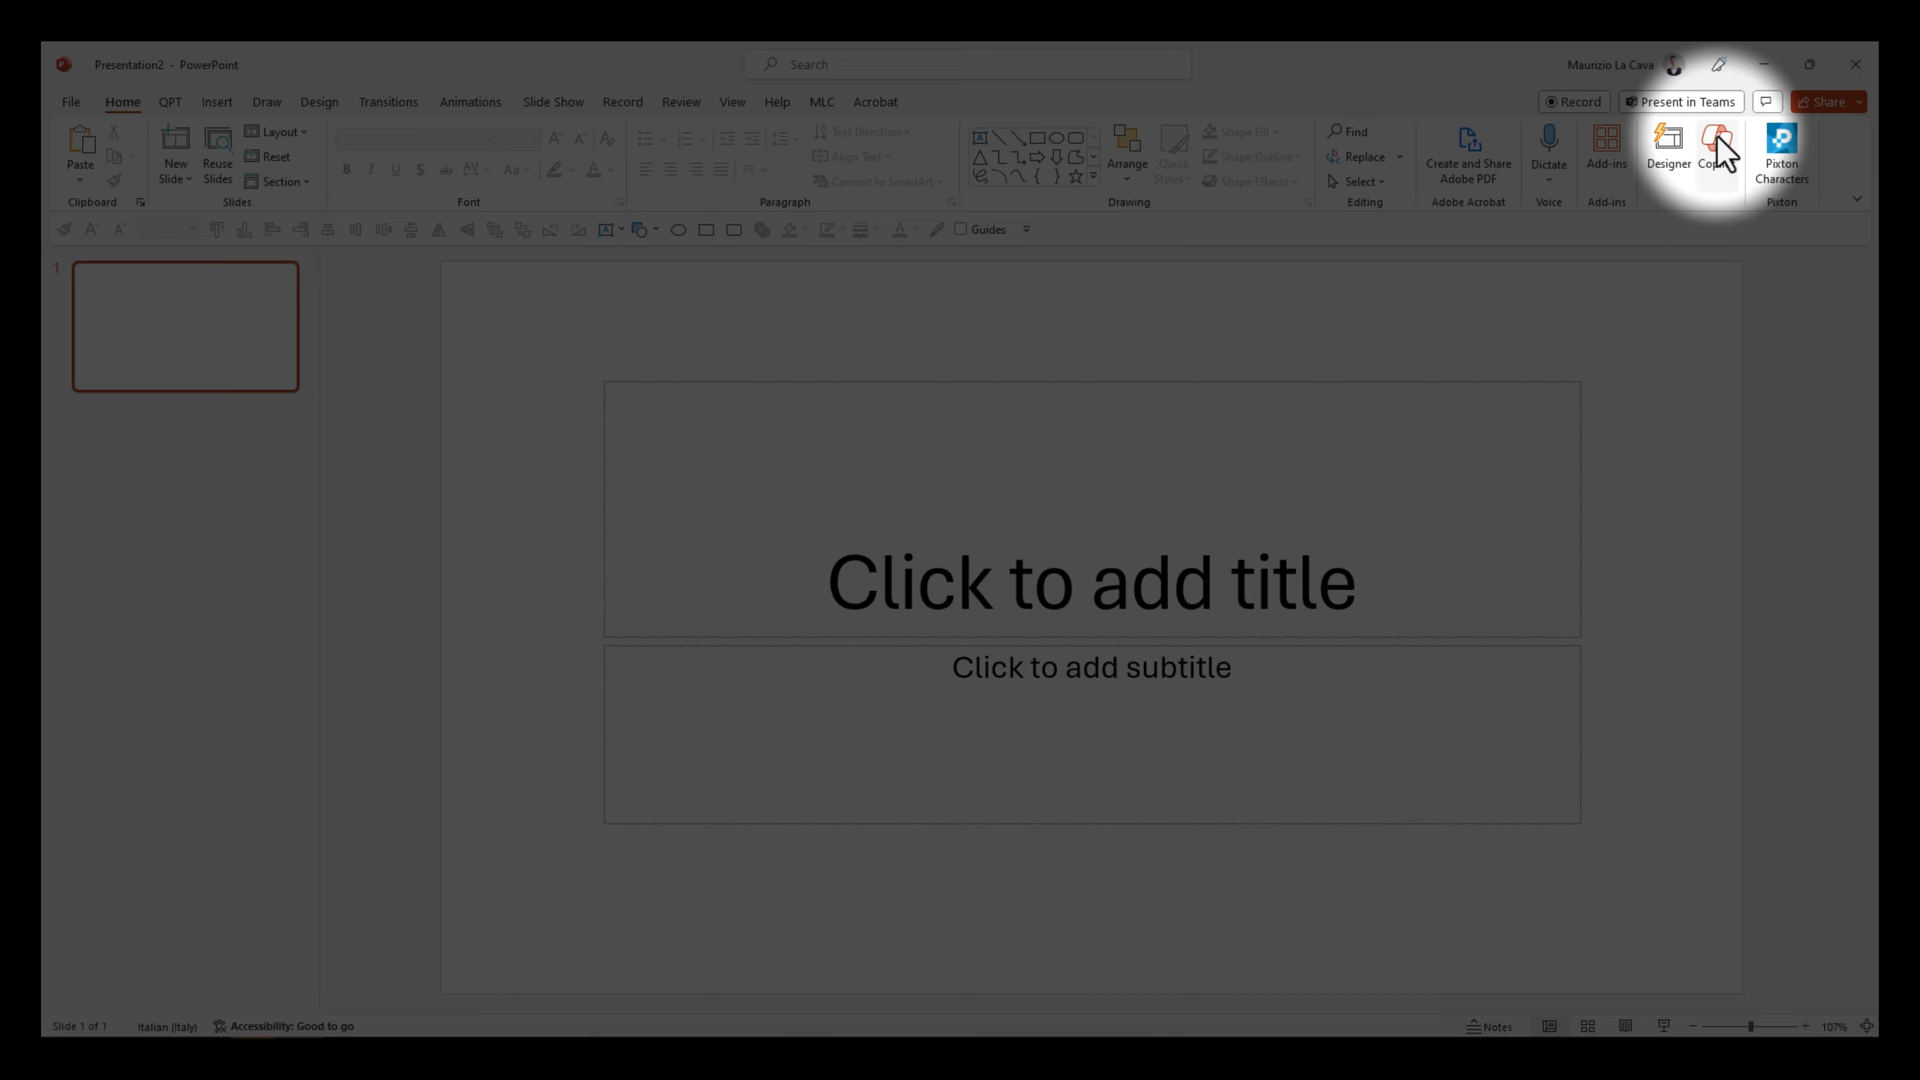 Presentation2 - PowerPoint
Search
Maurizio La Cava
File Home QPT Insert Draw Design Transitions Animations Slide Show Record Review View Help MLC Acrobat
Record Present in Teams Share
Paste
New Slide
Reuse Slides
Layout
Reset
Section
Aa
Text Direction
Align Text
Convert to SmartArt
Arrange
Quick Styles
Shape Fill
Shape Outline
Shape Effects
Find
Replace
Select
Create and Share Adobe PDF
Dictate
Add-ins
Designer
Pixton Characters
Clipboard Slides Font Paragraph Drawing Editing Adobe Acrobat Voice Add-ins Pixton
Guides
1
Click to add title
Click to add subtitle
Slide 1 of 1 Italian (Italy) Accessibility: Good to go Notes 107%